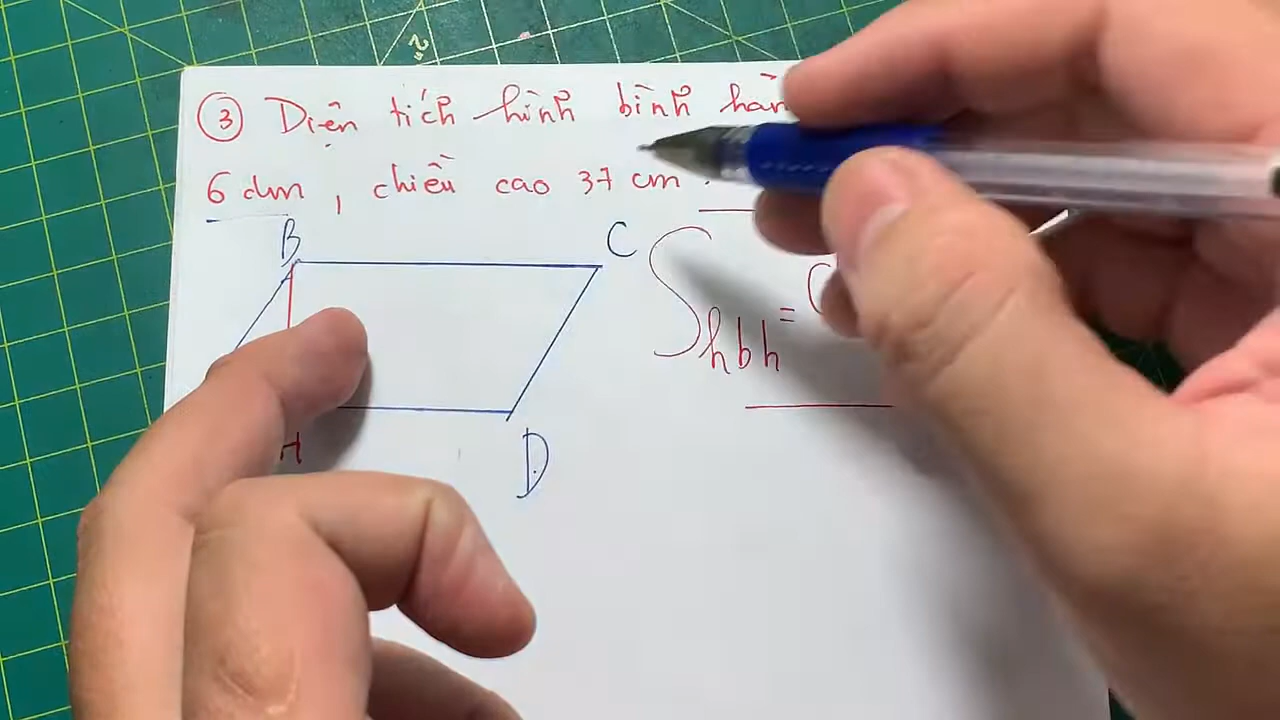 ③ Diện tích hình bình
6 dm, chiều cao 37 cm.
B
C
S hbh =
H
D